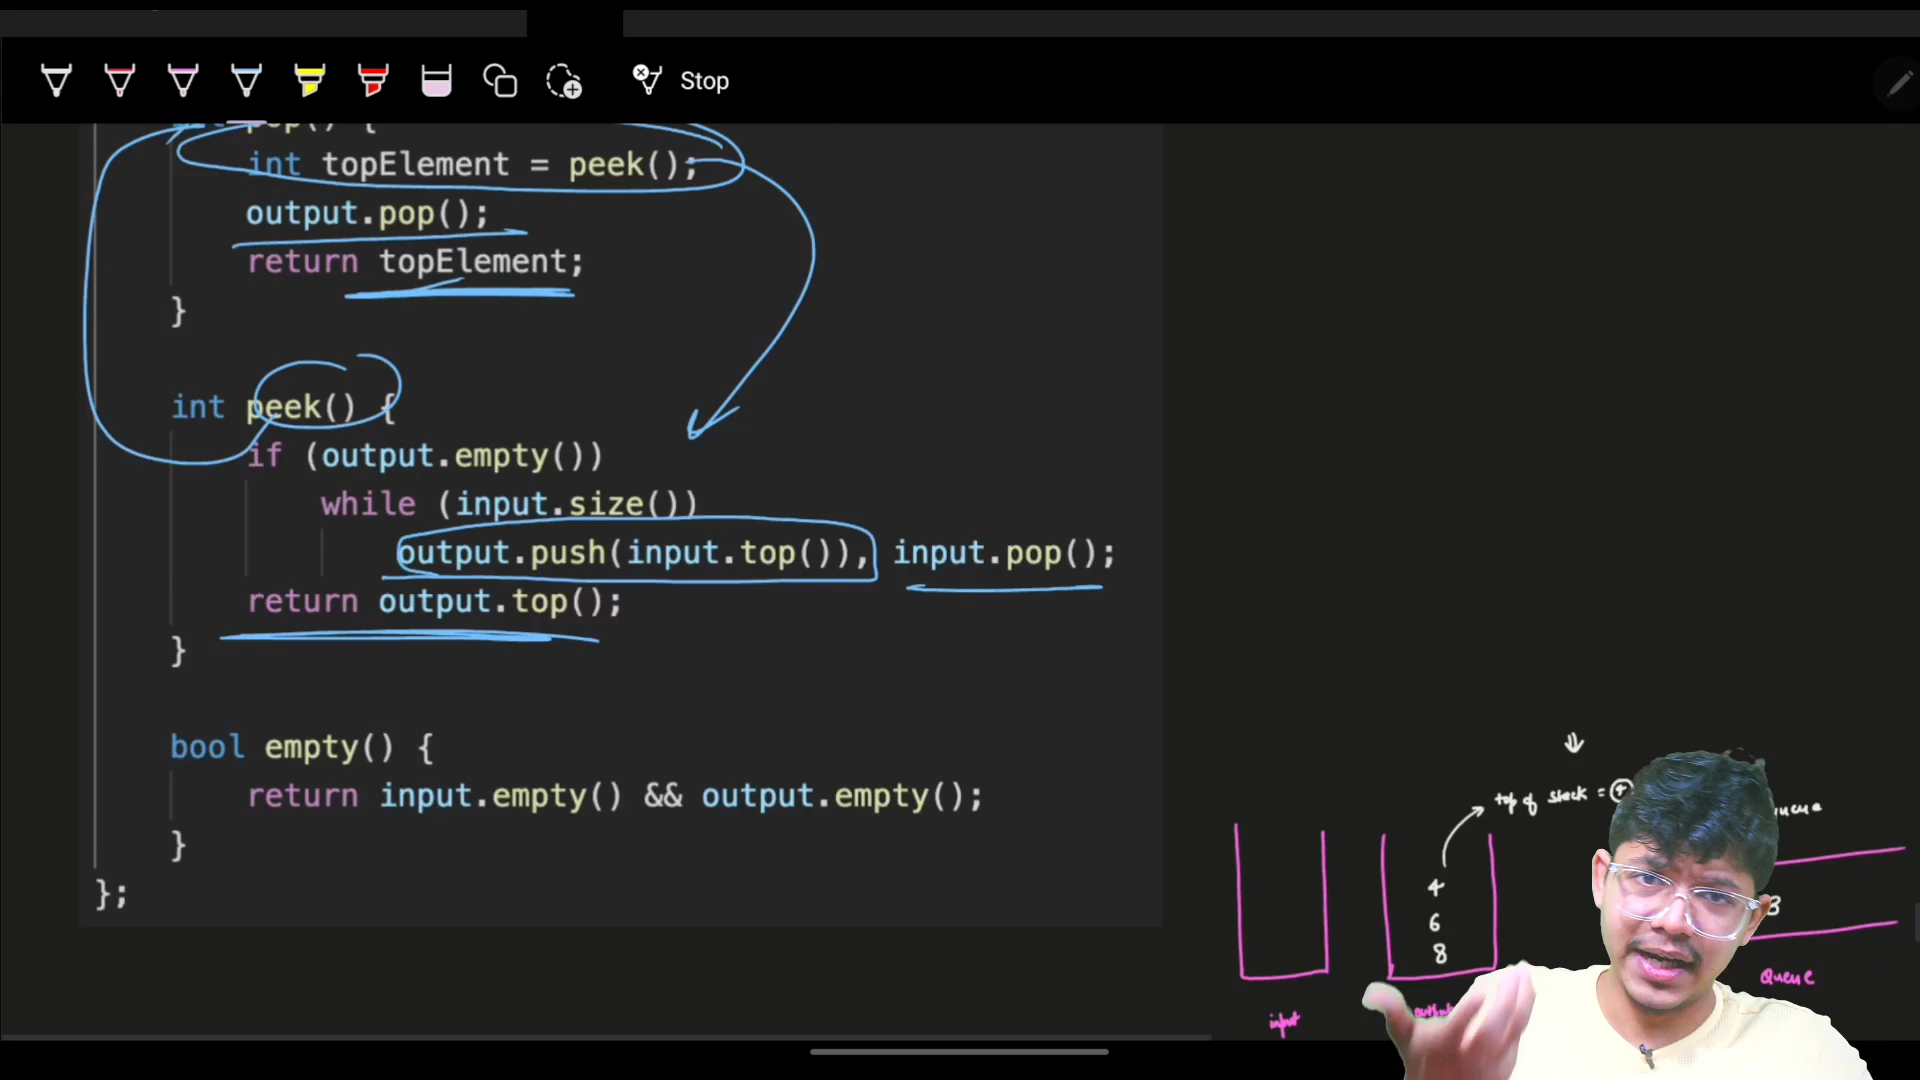 Stop
pop() {
int topElement = peek();
output.pop();
return topElement;
}
int peek() {
if (output.empty())
while (input.size())
output.push(input.top()), input.pop();
return output.top();
}
bool empty() {
return input.empty() && output.empty();
}
};
top of stack = 4
4
6
8
input
Queue